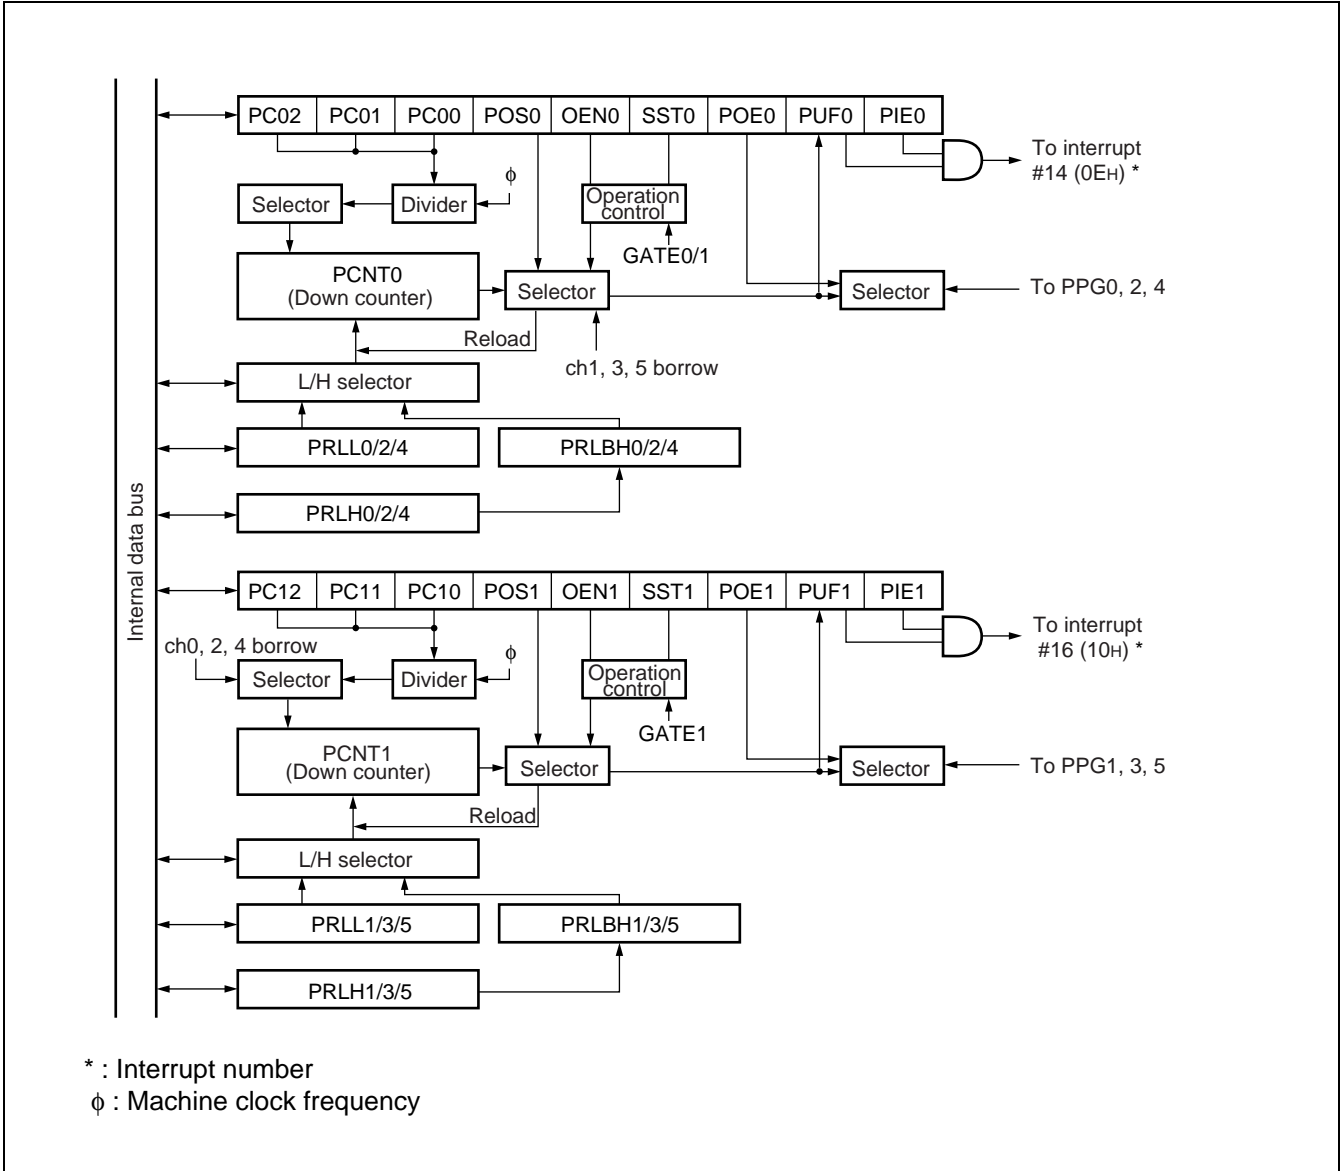 PC02 PC01 PC00 POS0 OEN0 SST0 POE0 PUF0 PIE0
To interrupt
#14 (0EH) *
φ
Selector Divider Operation
control
GATE0/1
PCNT0
(Down counter)
Selector
Selector
To PPG0, 2, 4
Reload
ch1, 3, 5 borrow
L/H selector
PRLL0/2/4 PRLBH0/2/4
PRLH0/2/4
Internal data bus
PC12 PC11 PC10 POS1 OEN1 SST1 POE1 PUF1 PIE1
To interrupt
#16 (10H) *
ch0, 2, 4 borrow
φ
Selector Divider Operation
control
GATE1
PCNT1
(Down counter)
Selector
Selector
To PPG1, 3, 5
Reload
L/H selector
PRLL1/3/5 PRLBH1/3/5
PRLH1/3/5
* : Interrupt number
φ : Machine clock frequency